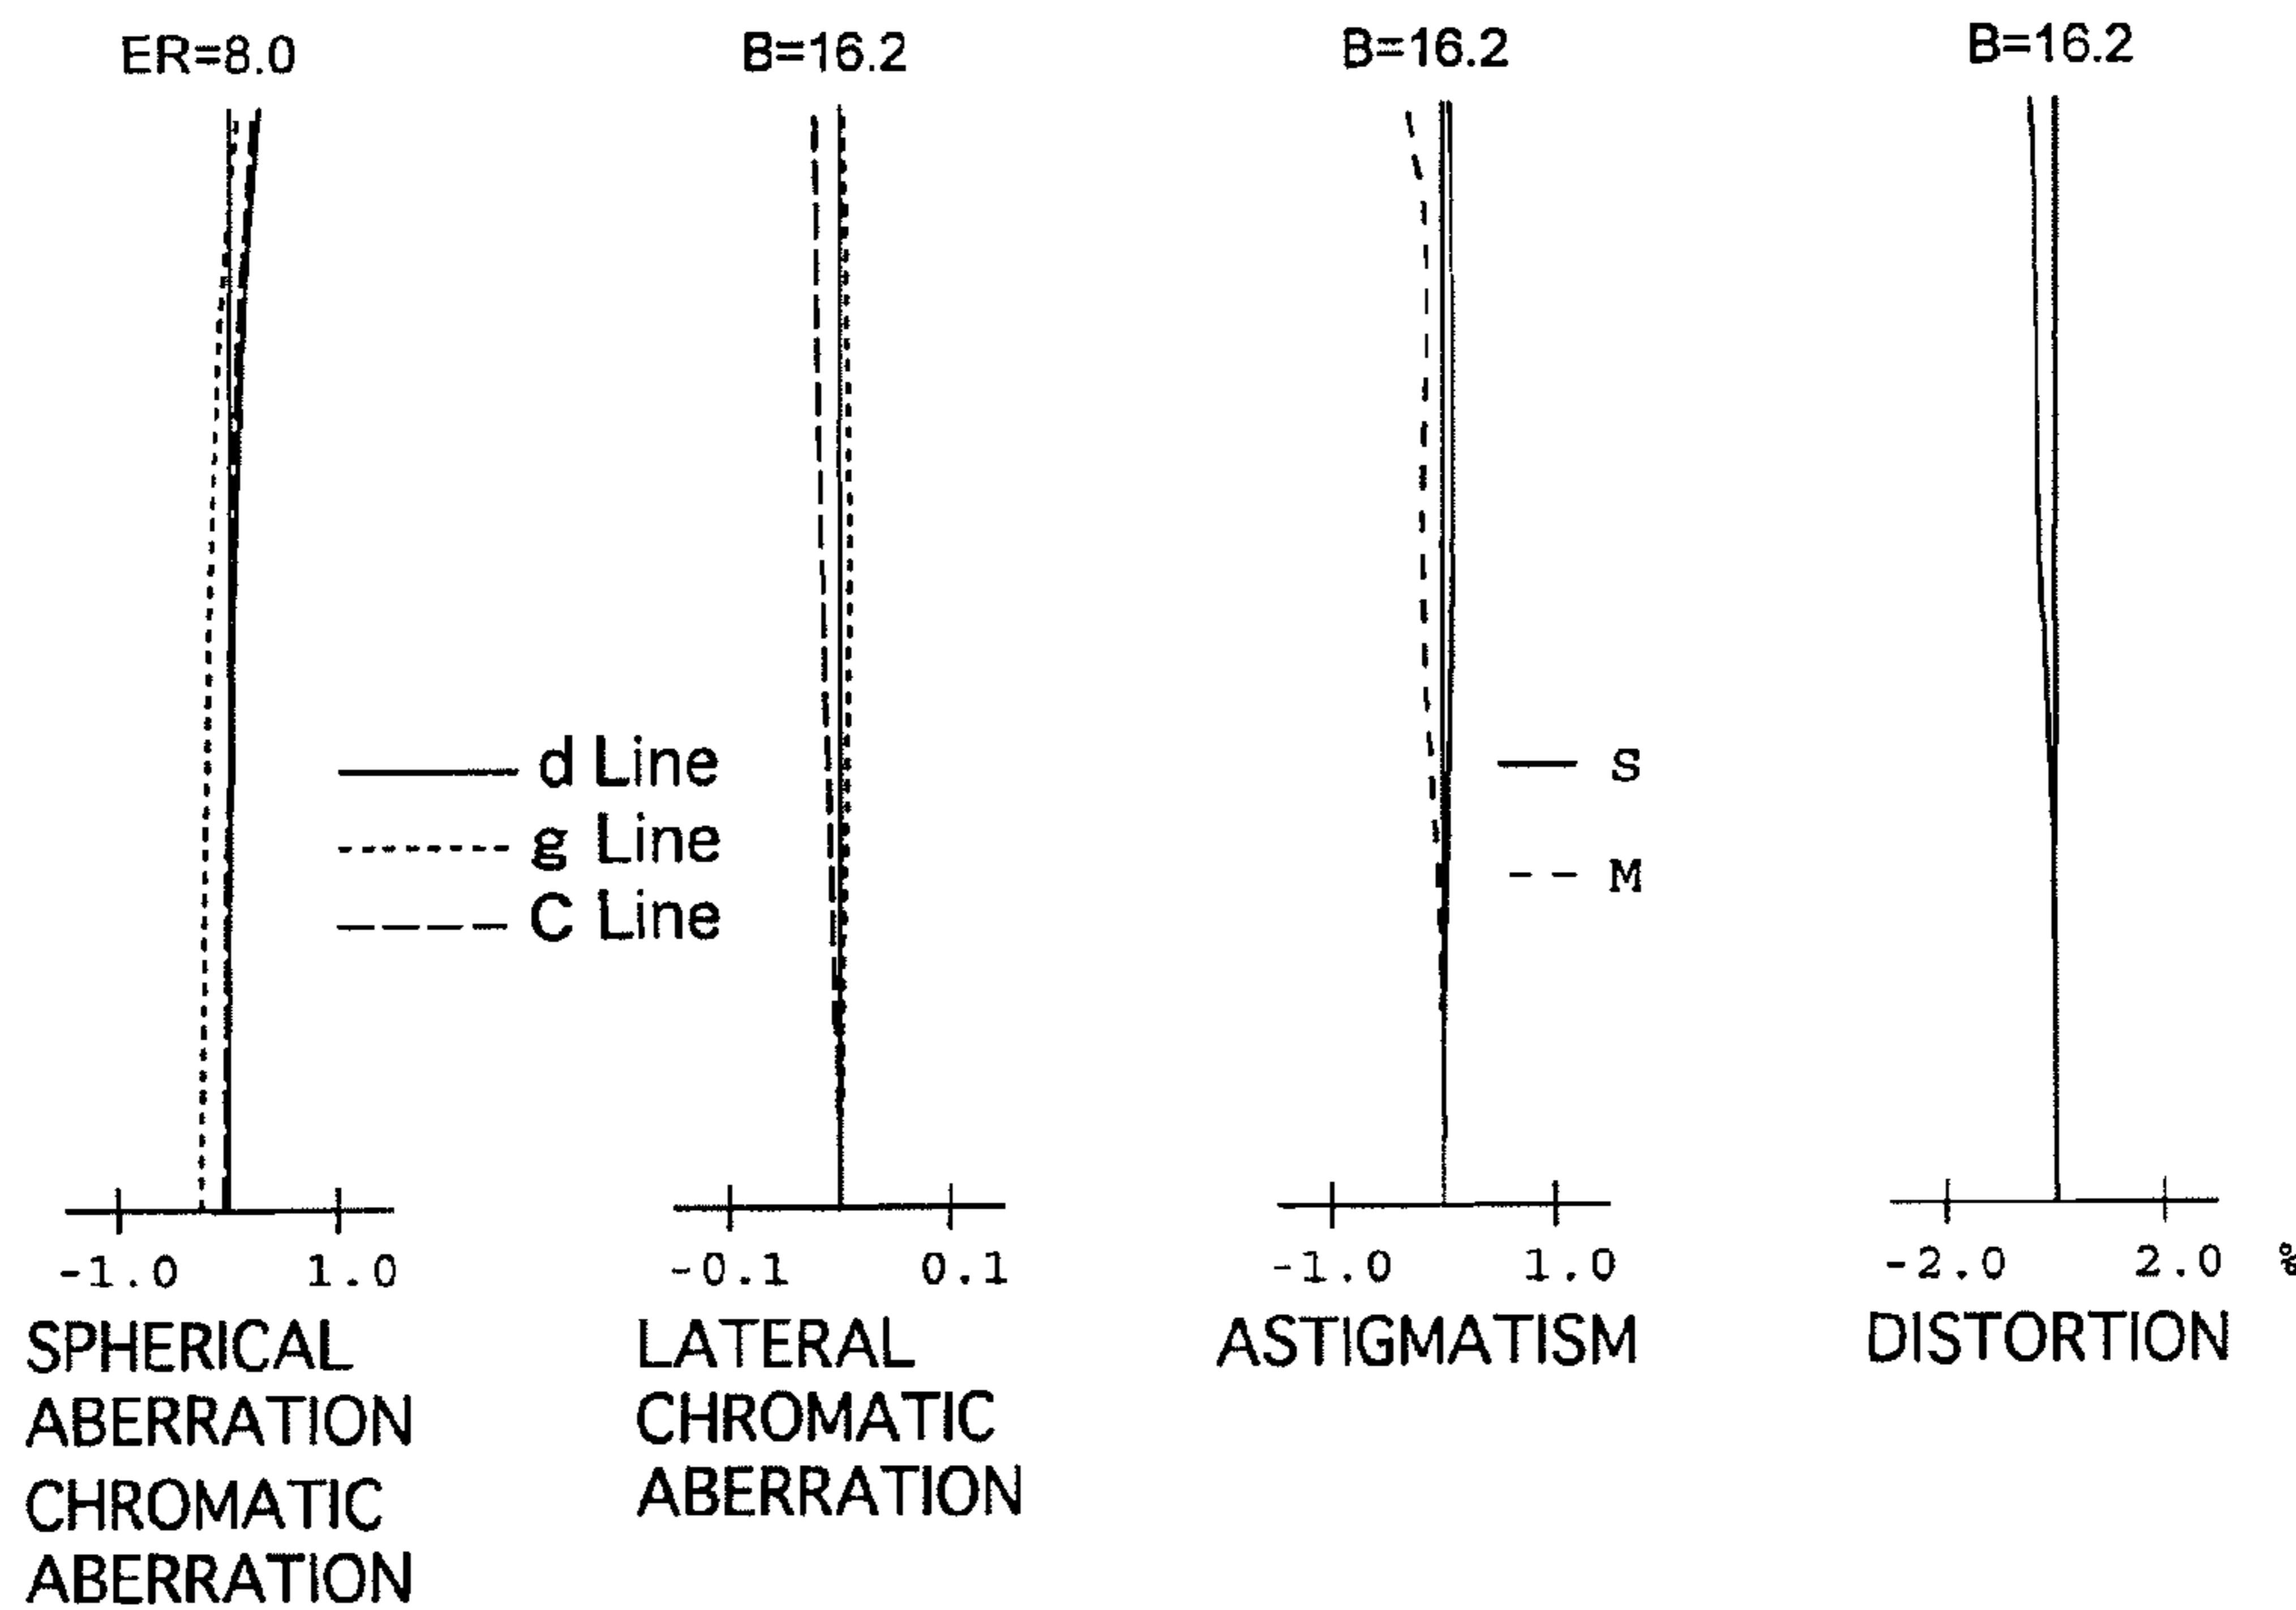 ER=8.0
B=16.2
B=16.2
B=16.2
d Line
g Line
C Line
S
M
-1.0 1.0
-0.1 0.1
-1.0 1.0
-2.0 2.0 %
SPHERICAL
ABERRATION
CHROMATIC
ABERRATION
LATERAL
CHROMATIC
ABERRATION
ASTIGMATISM
DISTORTION